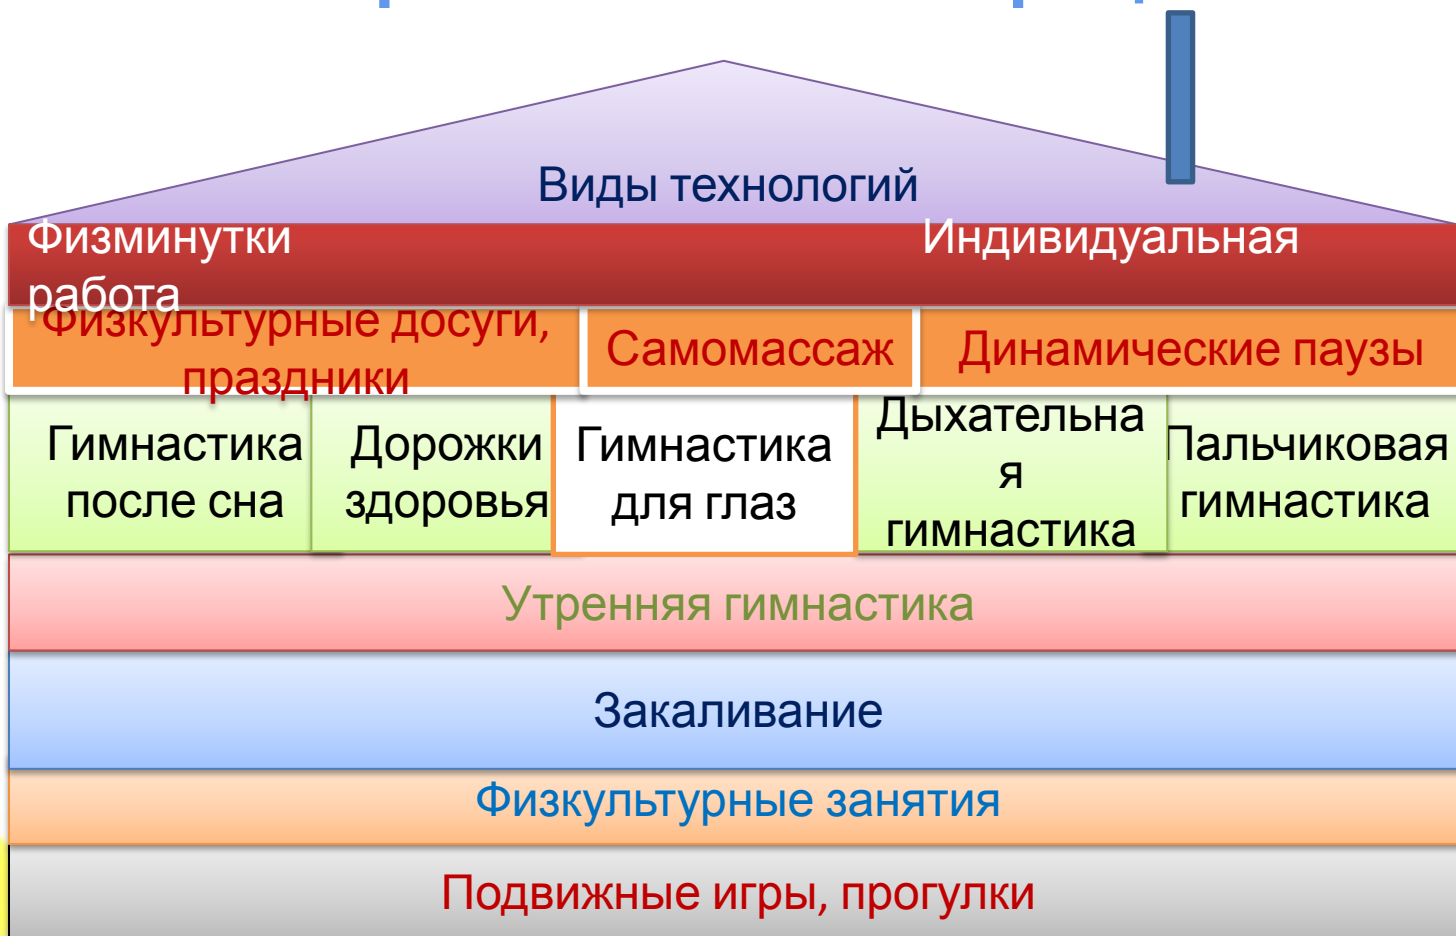 Виды технологий
Физминутки Индивидуальная
работа
Физкультурные досуги,
праздники
Самомассаж
Динамические паузы
Гимнастика
после сна
Дорожки
здоровья
Гимнастика
для глаз
Дыхательна
я
гимнастика
Пальчиковая
гимнастика
Утренняя гимнастика
Закаливание
Физкультурные занятия
Подвижные игры, прогулки